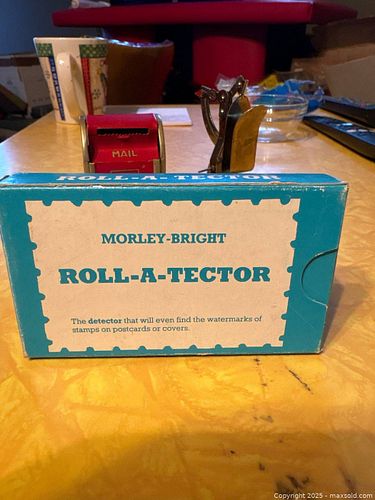 MAIL
ROLL-A-TECTOR
MORLEY-BRIGHT
ROLL-A-TECTOR
The detector that will even find the watermarks of
stamps on postcards or covers.
Copyright 2025 - maxsold.com